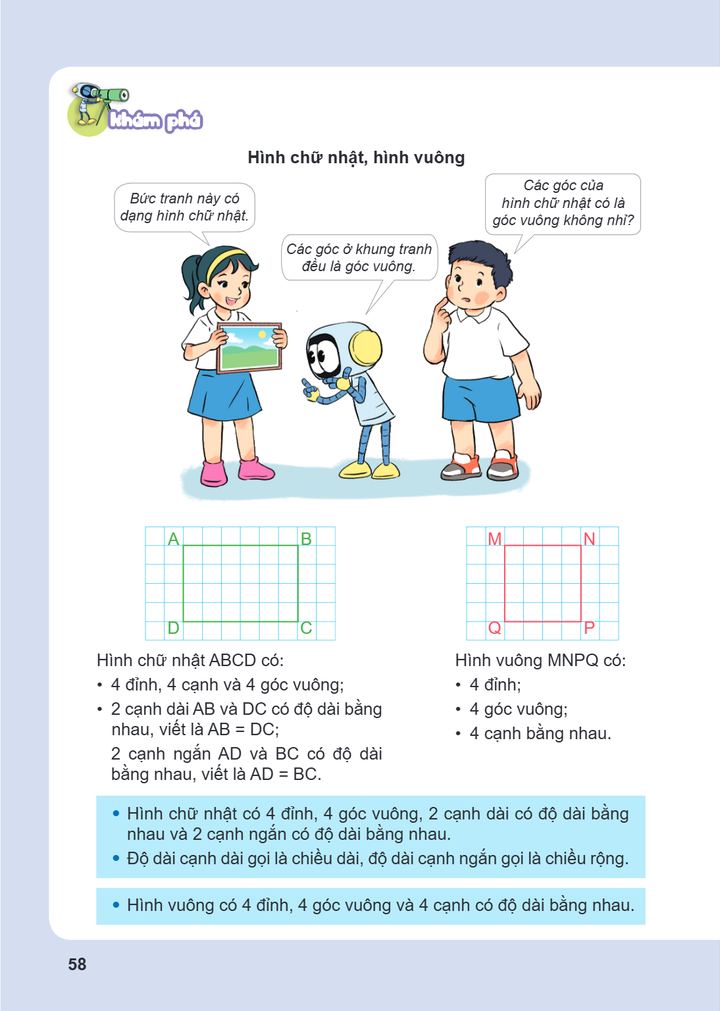 khám phá
Hình chữ nhật, hình vuông
Bức tranh này có
dạng hình chữ nhật.
Các góc ở khung tranh
đều là góc vuông.
Các góc của
hình chữ nhật có là
góc vuông không nhỉ?
A B
D C
M N
Q P
Hình chữ nhật ABCD có:
• 4 đỉnh, 4 cạnh và 4 góc vuông;
• 2 cạnh dài AB và DC có độ dài bằng
nhau, viết là AB = DC;
2 cạnh ngắn AD và BC có độ dài
bằng nhau, viết là AD = BC.
Hình vuông MNPQ có:
• 4 đỉnh;
• 4 góc vuông;
• 4 cạnh bằng nhau.
• Hình chữ nhật có 4 đỉnh, 4 góc vuông, 2 cạnh dài có độ dài bằng
nhau và 2 cạnh ngắn có độ dài bằng nhau.
• Độ dài cạnh dài gọi là chiều dài, độ dài cạnh ngắn gọi là chiều rộng.
• Hình vuông có 4 đỉnh, 4 góc vuông và 4 cạnh có độ dài bằng nhau.
58